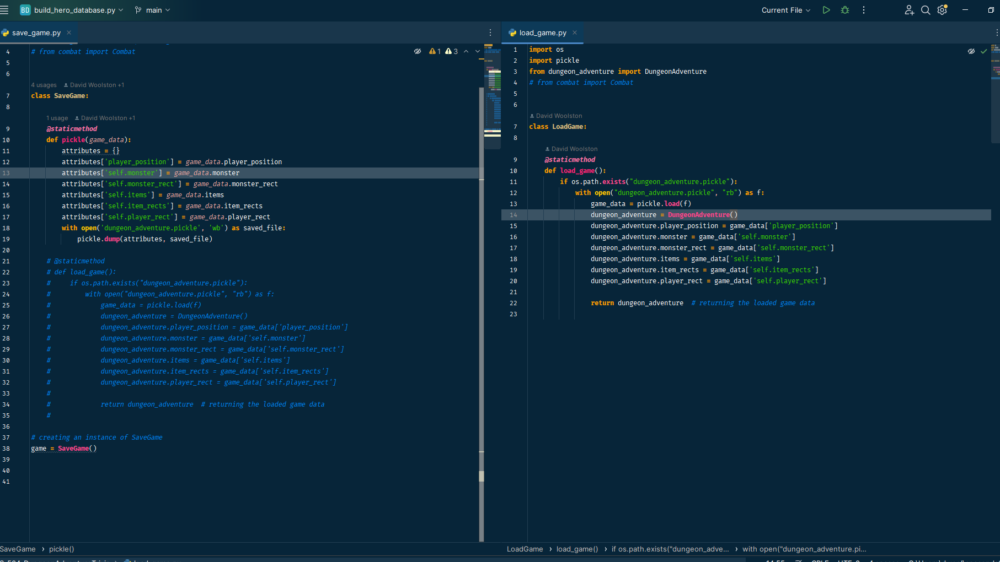 BD build_hero_database.py main Current File
save_game.py
4 # from combat import Combat 1 3
5
6
4 usages David Woolston +1
7 class SaveGame:
8
1 usage David Woolston +1
9 @staticmethod
10 def pickle(game_data):
11 attributes = {}
12 attributes['player_position'] = game_data.player_position
13 attributes['self.monster'] = game_data.monster
14 attributes['self.monster_rect'] = game_data.monster_rect
15 attributes['self.items'] = game_data.items
16 attributes['self.item_rects'] = game_data.item_rects
17 attributes['self.player_rect'] = game_data.player_rect
18 with open('dungeon_adventure.pickle', 'wb') as saved_file:
19 pickle.dump(attributes, saved_file)
20
21 # @staticmethod
22 # def load_game():
23 # if os.path.exists("dungeon_adventure.pickle"):
24 # with open("dungeon_adventure.pickle", "rb") as f:
25 # game_data = pickle.load(f)
26 # dungeon_adventure = DungeonAdventure()
27 # dungeon_adventure.player_position = game_data['player_position']
28 # dungeon_adventure.monster = game_data['self.monster']
29 # dungeon_adventure.monster_rect = game_data['self.monster_rect']
30 # dungeon_adventure.items = game_data['self.items']
31 # dungeon_adventure.item_rects = game_data['self.item_rects']
32 # dungeon_adventure.player_rect = game_data['self.player_rect']
33 #
34 # return dungeon_adventure # returning the loaded game data
35 #
36
37 # creating an instance of SaveGame
38 game = SaveGame()
39
40
41
SaveGame › pickle()
load_game.py
1 import os
2 import pickle
3 from dungeon_adventure import DungeonAdventure
4 # from combat import Combat
5
6
David Woolston
7 class LoadGame:
8
David Woolston
9 @staticmethod
10 def load_game():
11 if os.path.exists("dungeon_adventure.pickle"):
12 with open("dungeon_adventure.pickle", "rb") as f:
13 game_data = pickle.load(f)
14 dungeon_adventure = DungeonAdventure()
15 dungeon_adventure.player_position = game_data['player_position']
16 dungeon_adventure.monster = game_data['self.monster']
17 dungeon_adventure.monster_rect = game_data['self.monster_rect']
18 dungeon_adventure.items = game_data['self.items']
19 dungeon_adventure.item_rects = game_data['self.item_rects']
20 dungeon_adventure.player_rect = game_data['self.player_rect']
21
22 return dungeon_adventure # returning the loaded game data
23
LoadGame › load_game() › if os.path.exists("dungeon_adve... › with open("dungeon_adventure.pi...